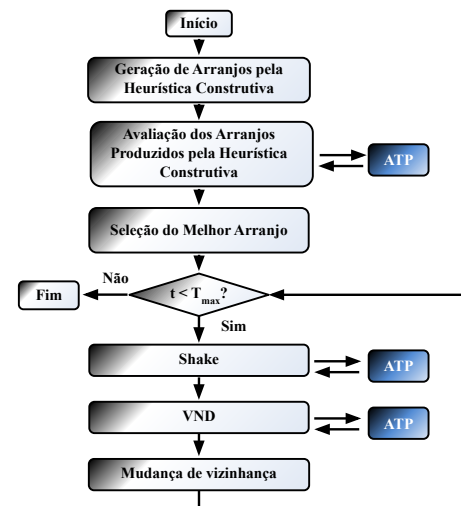 Início
Geração de Arranjos pela
Heurística Construtiva
Avaliação dos Arranjos
Produzidos pela Heurística
Construtiva
ATP
Seleção do Melhor Arranjo
Não
t < Tmax?
Fim
Sim
Shake
ATP
VND
ATP
Mudança de vizinhança